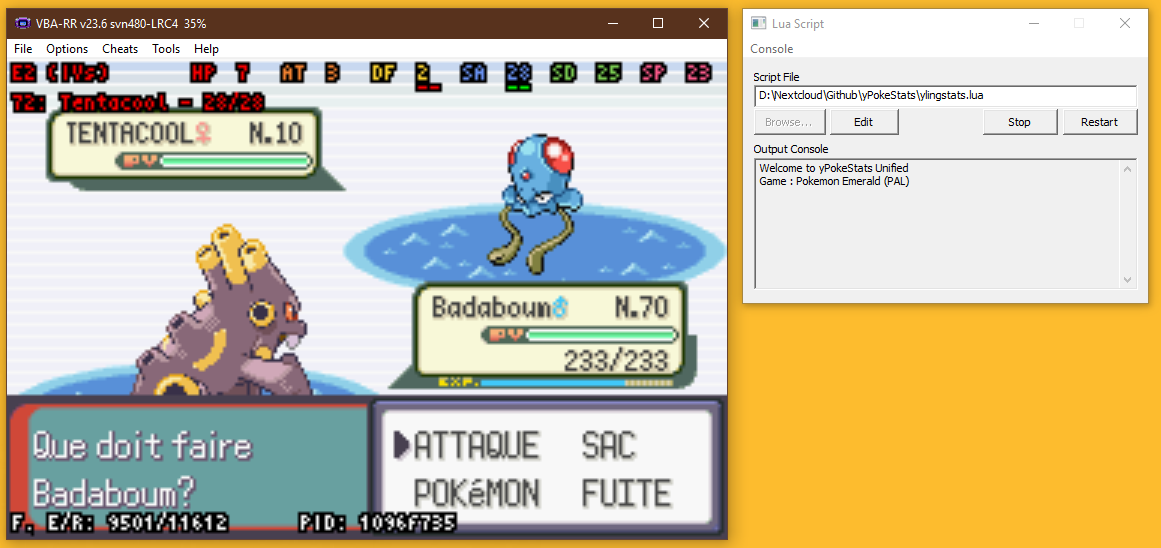 VBA-RR v23.6 svn480-LRC4 35%
File Options Cheats Tools Help
E2 (IVs) HP 7 AT 3 DF 2 SA 28 SD 25 SP 23
72: Tentacool - 28/28
TENTACOOL♀ N.10
PV
Badaboum♂ N.70
PV
233/233
EXP.
Que doit faire
Badaboum?
ATTAQUE SAC
POKéMON FUITE
F, E/R: 9501/11612 PID: 1096F735
Lua Script
Console
Script File
D:\Nextcloud\Github\yPokeStats\ylingstats.lua
Browse... Edit Stop Restart
Output Console
Welcome to yPokeStats Unified
Game : Pokemon Emerald (PAL)